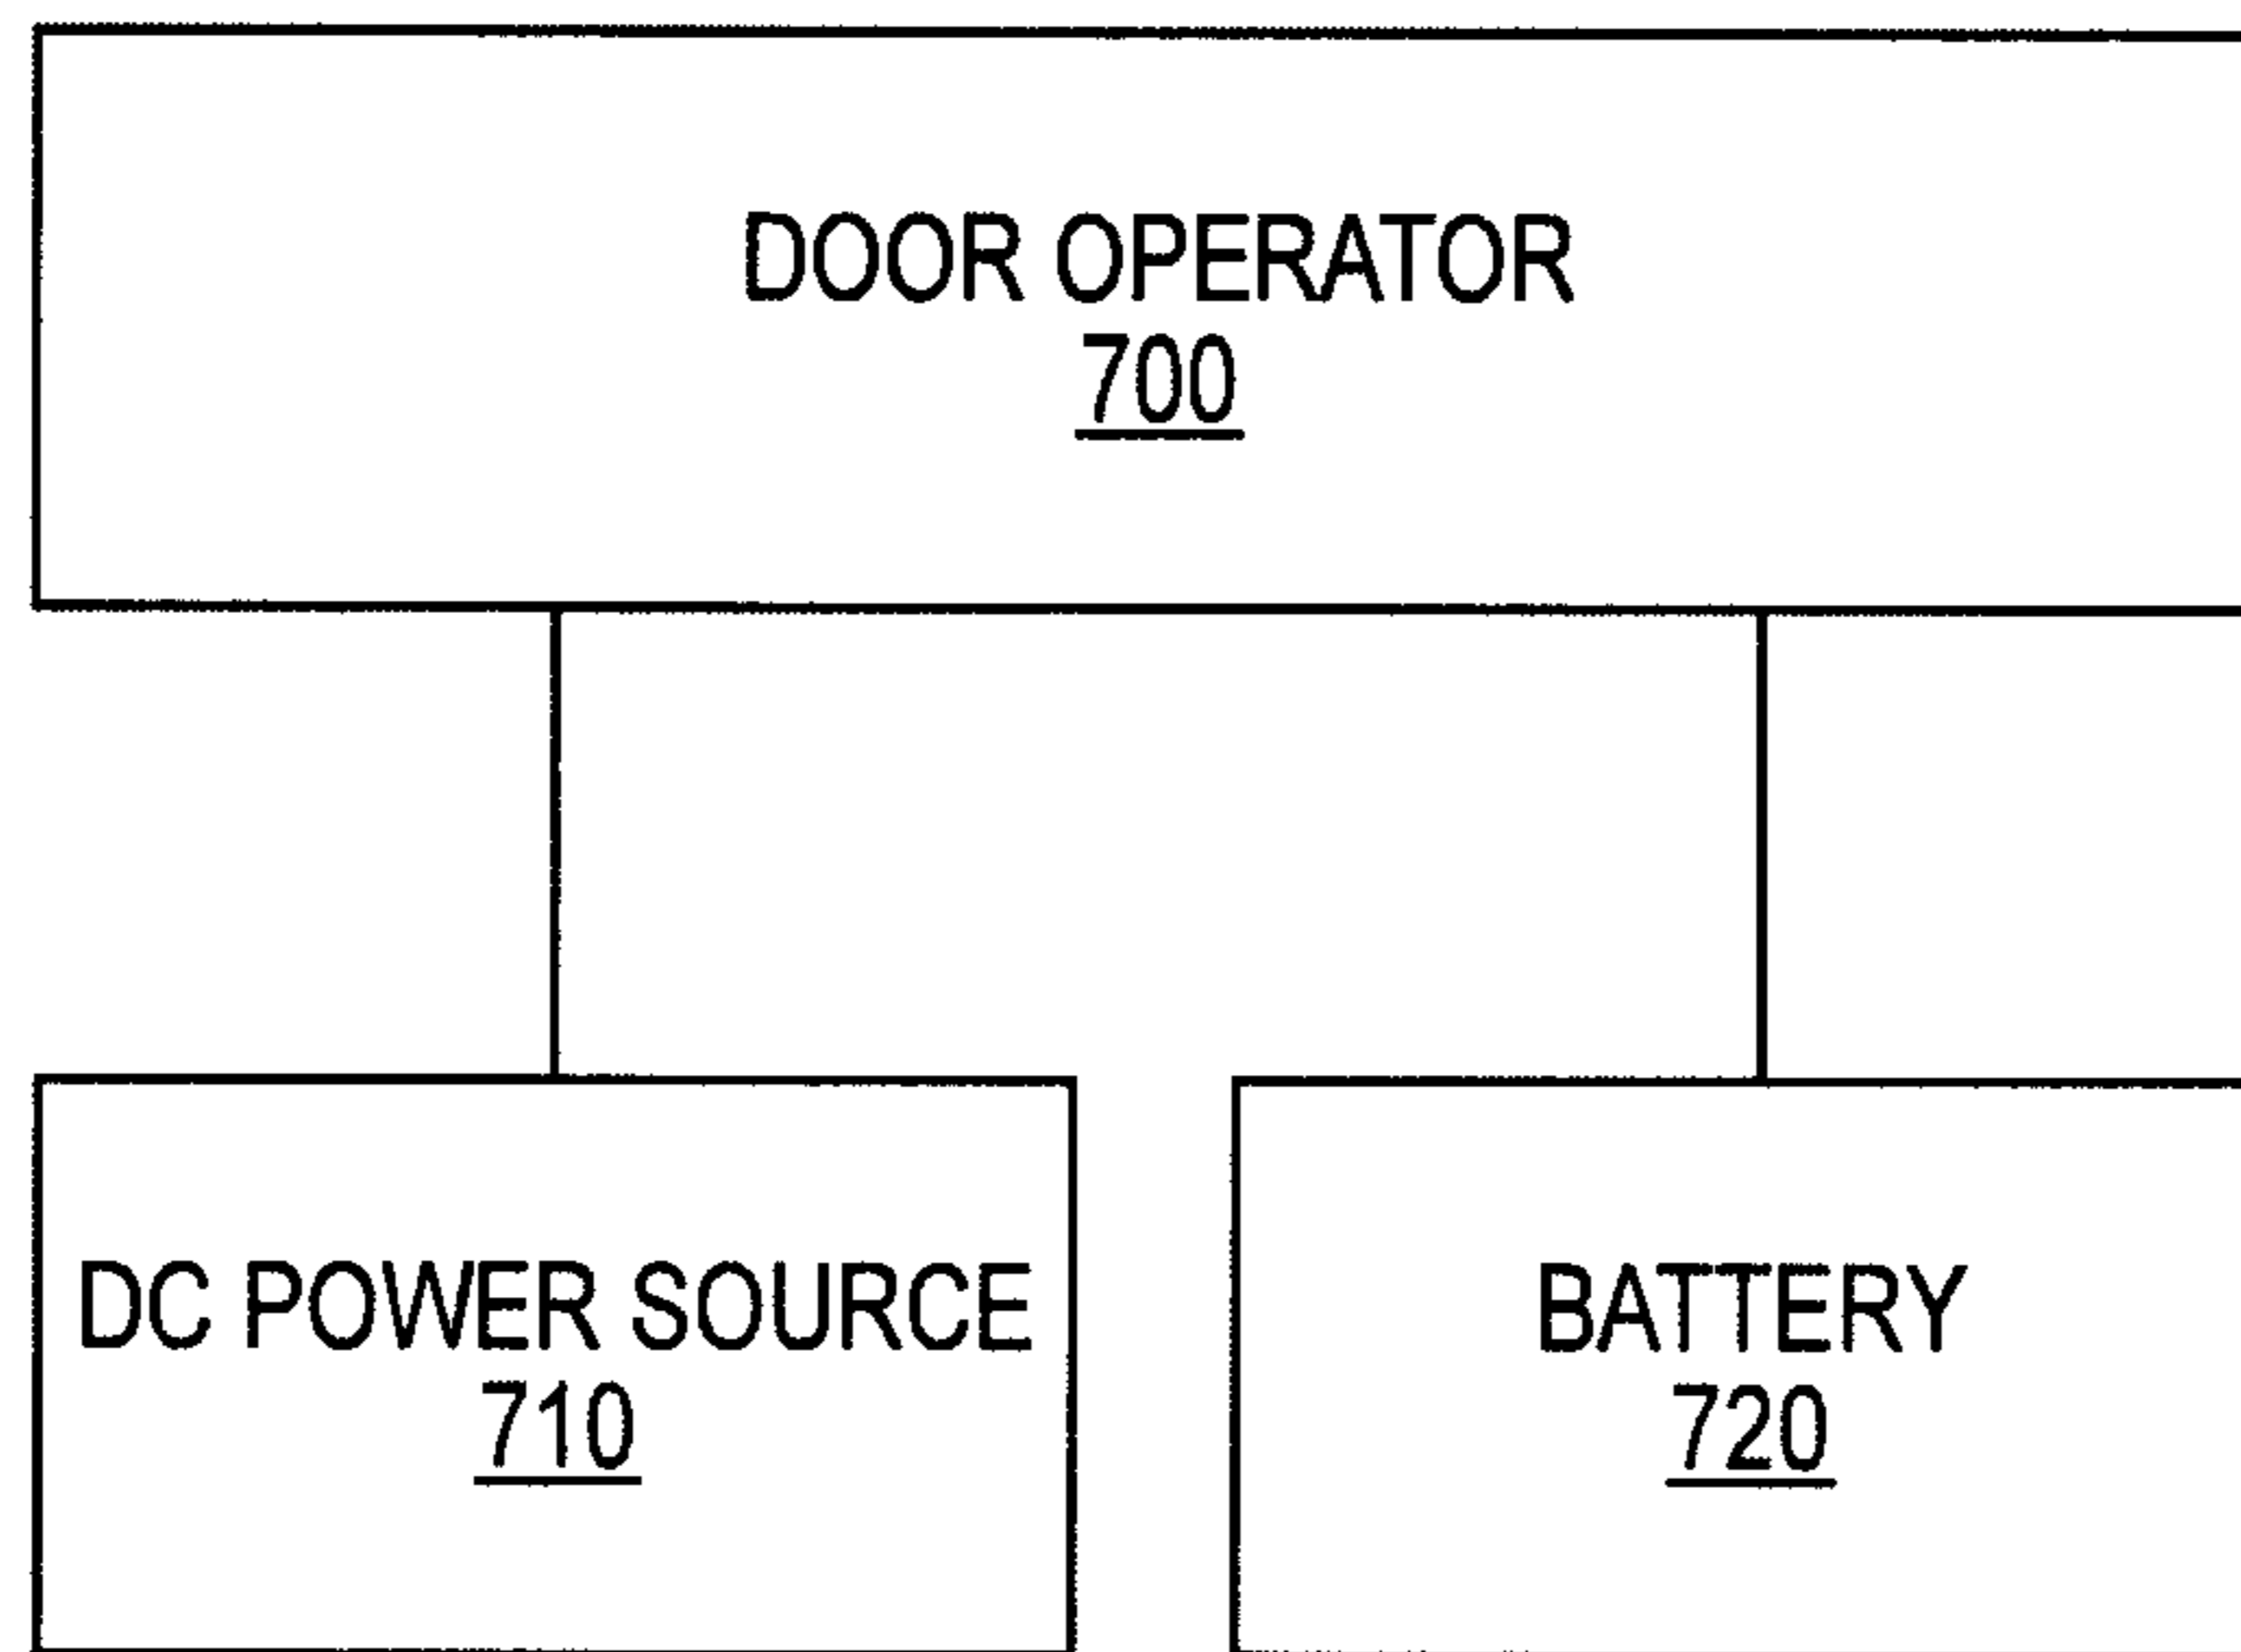 DOOR OPERATOR
700
DC POWER SOURCE
710
BATTERY
720